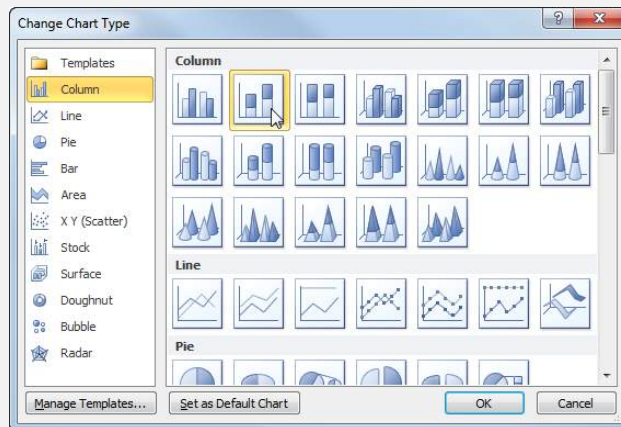 Change Chart Type
Templates
Column
Line
Pie
Bar
Area
X Y (Scatter)
Stock
Surface
Doughnut
Bubble
Radar
Column
Line
Pie
Manage Templates...
Set as Default Chart
OK
Cancel